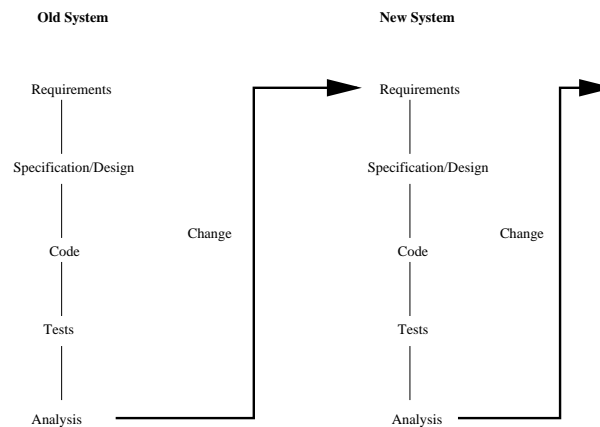 Old System
New System
Requirements
Requirements
Specification/Design
Specification/Design
Change
Change
Code
Code
Tests
Tests
Analysis
Analysis